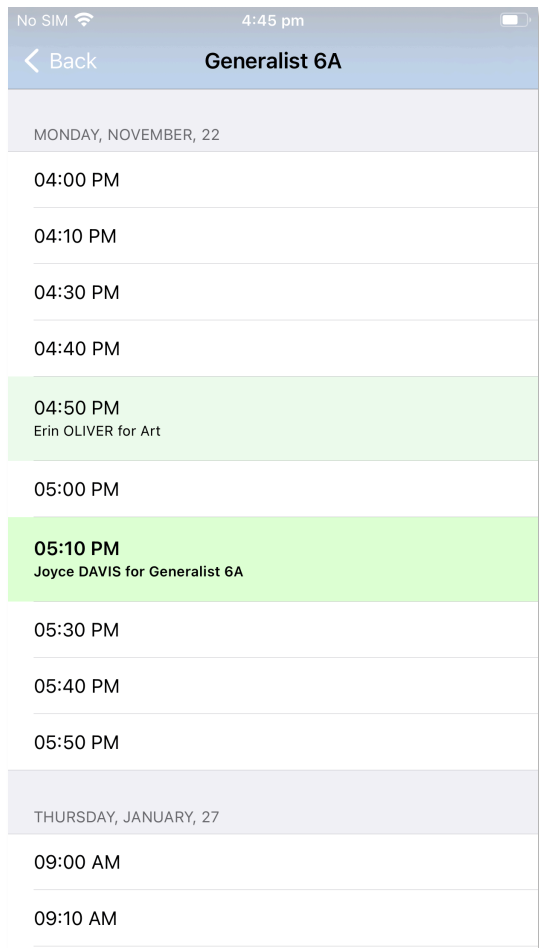 No SIM 4:45 pm
Back Generalist 6A
MONDAY, NOVEMBER, 22
04:00 PM
04:10 PM
04:30 PM
04:40 PM
04:50 PM
Erin OLIVER for Art
05:00 PM
05:10 PM
Joyce DAVIS for Generalist 6A
05:30 PM
05:40 PM
05:50 PM
THURSDAY, JANUARY, 27
09:00 AM
09:10 AM